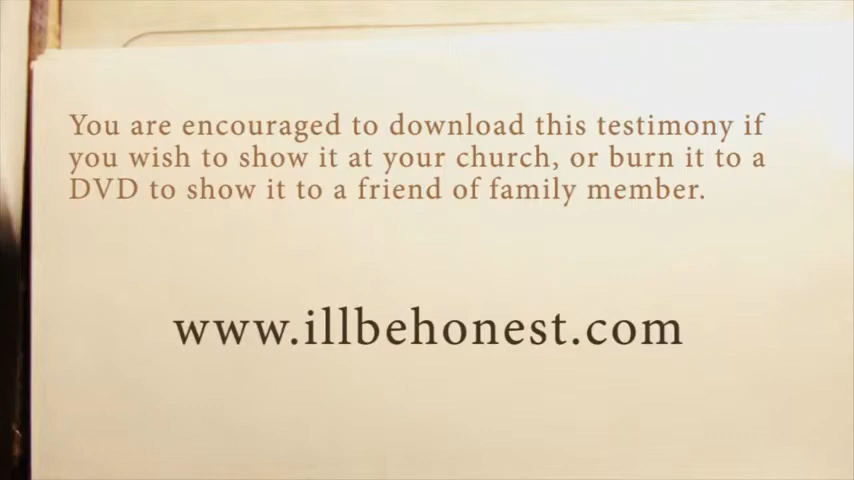 You are encouraged to download this testimony if
you wish to show it at your church, or burn it to a
DVD to show it to a friend of family member.
www.illbehonest.com